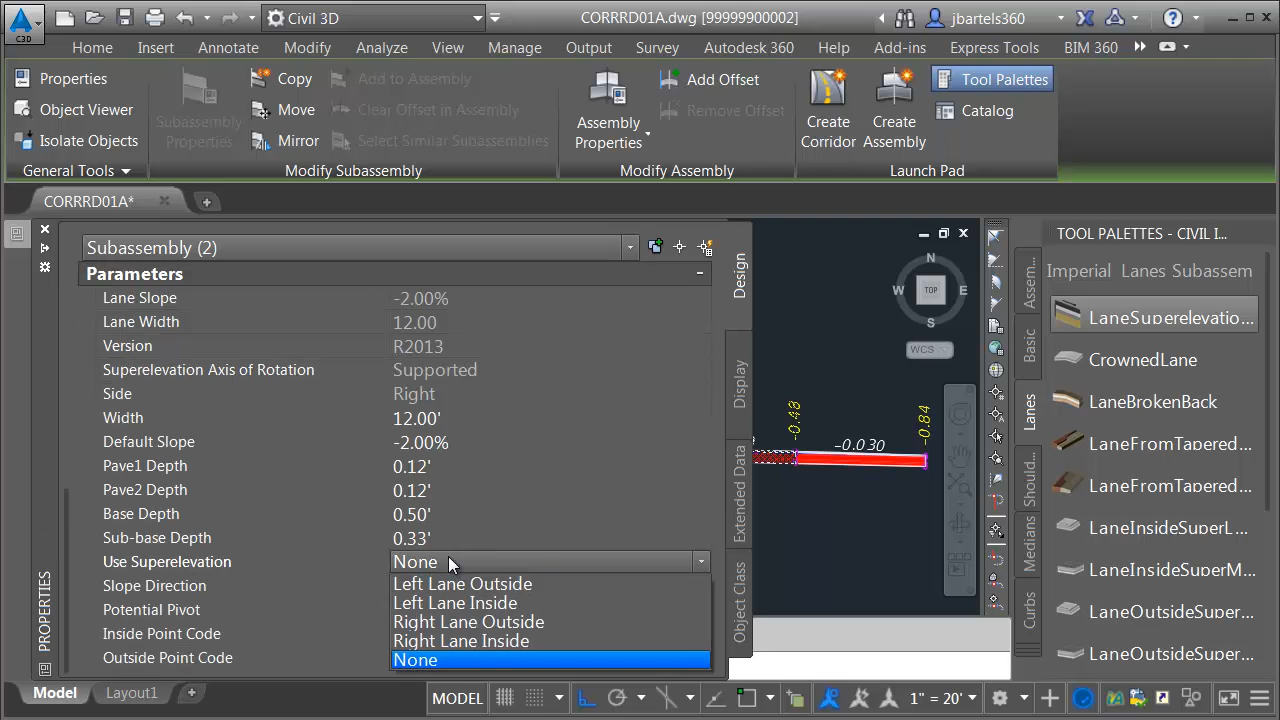 Civil 3D
CORRRD01A.dwg [99999900002]
jbartels360
C3D
Home Insert Annotate Modify Analyze View Manage Output Survey Autodesk 360 Help Add-ins Express Tools BIM 360
Properties
Object Viewer
Isolate Objects
General Tools
Subassembly
Properties
Copy
Move
Mirror
Add to Assembly
Clear Offset in Assembly
Select Similar Subassemblies
Modify Subassembly
Assembly
Properties
Add Offset
Remove Offset
Modify Assembly
Create
Corridor
Create
Assembly
Tool Palettes
Catalog
Launch Pad
CORRRD01A*
Subassembly (2)
Parameters
Lane Slope -2.00%
Lane Width 12.00
Version R2013
Superelevation Axis of Rotation Supported
Side Right
Width 12.00'
Default Slope -2.00%
Pave1 Depth 0.12'
Pave2 Depth 0.12'
Base Depth 0.50'
Sub-base Depth 0.33'
Use Superelevation None
Slope Direction
Potential Pivot
Inside Point Code
Outside Point Code
Left Lane Outside
Left Lane Inside
Right Lane Outside
Right Lane Inside
None
PROPERTIES
Design
Display
Extended Data
Object Class
N
W TOP E
S
WCS
-0.48
-0.030
-0.84
TOOL PALETTES - CIVIL I...
Imperial Lanes Subassem
Assem...
Basic
Lanes
Should...
Medians
Curbs
LaneSuperelevatio...
CrownedLane
LaneBrokenBack
LaneFromTapered...
LaneFromTapered...
LaneInsideSuperL...
LaneInsideSuperM...
LaneOutsideSuper...
LaneOutsideSuper...
Model Layout1
MODEL
1" = 20'